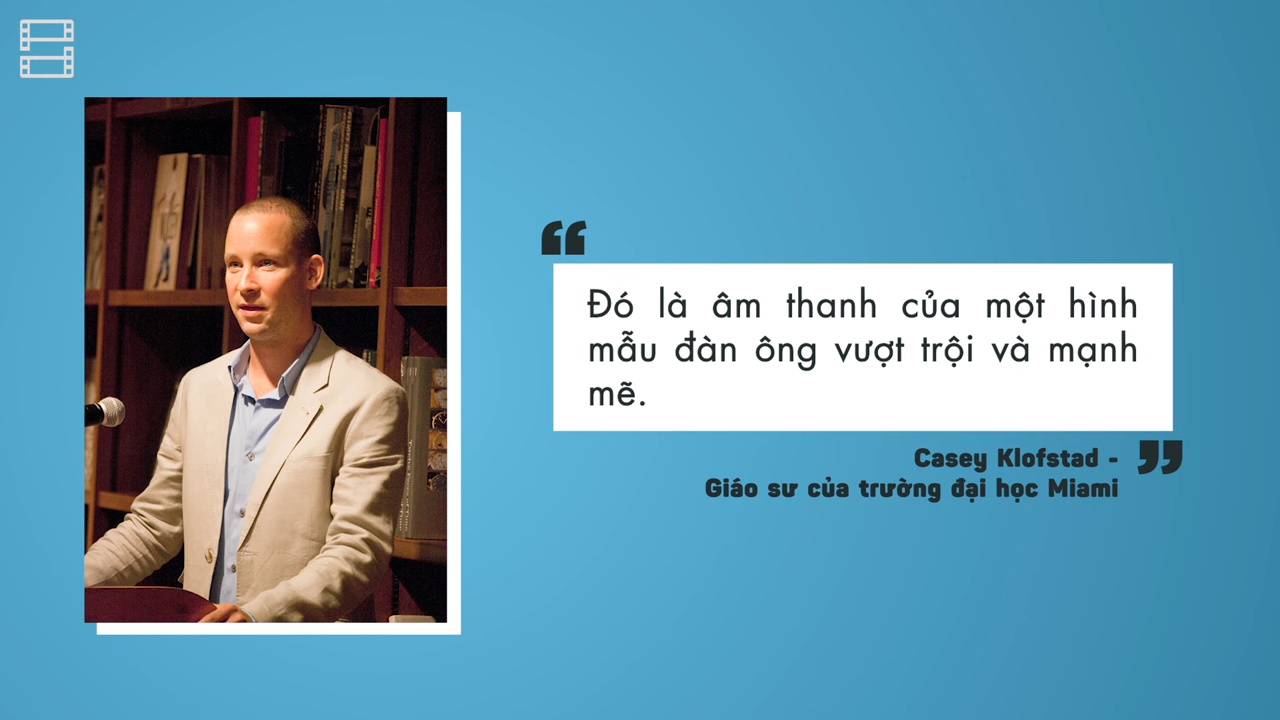 Đó là âm thanh của một hình
mẫu đàn ông vượt trội và mạnh
mẽ.
Casey Klofstad -
Giáo sư của trường đại học Miami